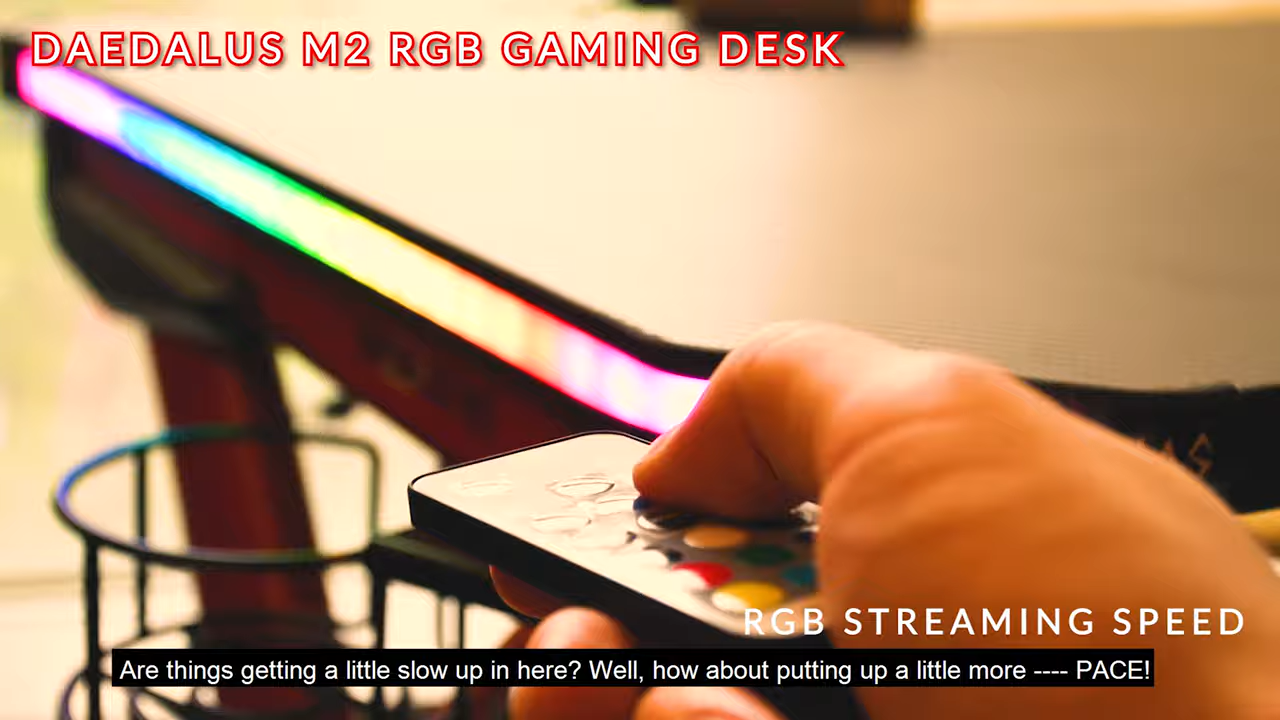 DAEDALUS M2 RGB GAMING DESK
RGB STREAMING SPEED
Are things getting a little slow up in here? Well, how about putting up a little more ---- PACE!